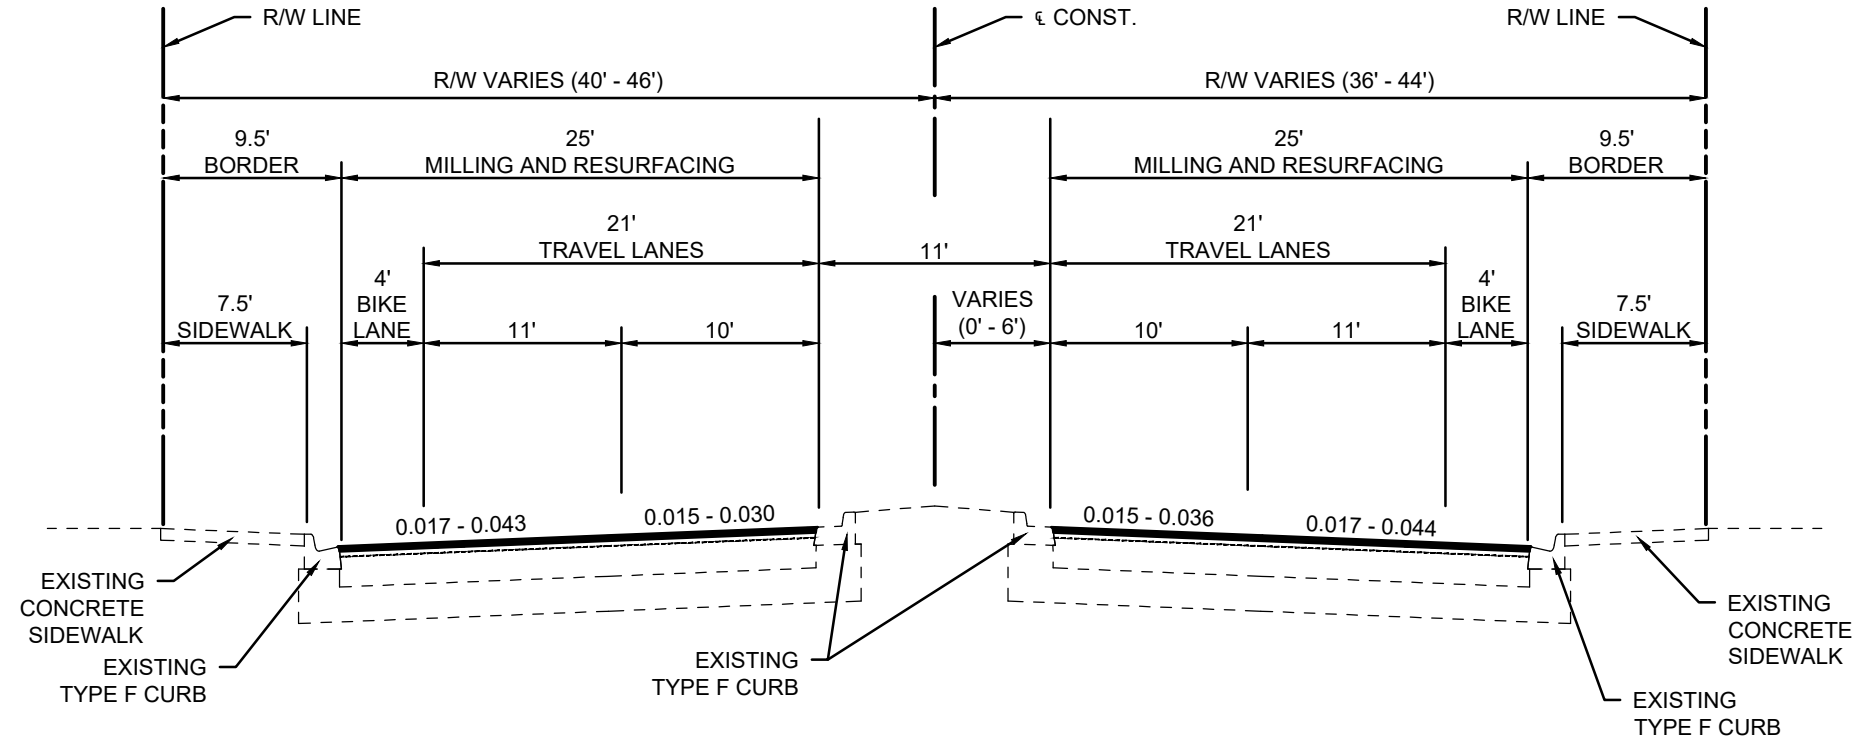 R/W LINE
℄ CONST.
R/W LINE
R/W VARIES (40' - 46')
R/W VARIES (36' - 44')
9.5'
BORDER
25'
MILLING AND RESURFACING
25'
MILLING AND RESURFACING
9.5'
BORDER
21'
TRAVEL LANES
11'
21'
TRAVEL LANES
7.5'
SIDEWALK
4'
BIKE
LANE
11'
10'
VARIES
(0' - 6')
10'
11'
4'
BIKE
LANE
7.5'
SIDEWALK
0.017 - 0.043
0.015 - 0.030
0.015 - 0.036
0.017 - 0.044
EXISTING
CONCRETE
SIDEWALK
EXISTING
TYPE F CURB
EXISTING
TYPE F CURB
EXISTING
CONCRETE
SIDEWALK
EXISTING
TYPE F CURB